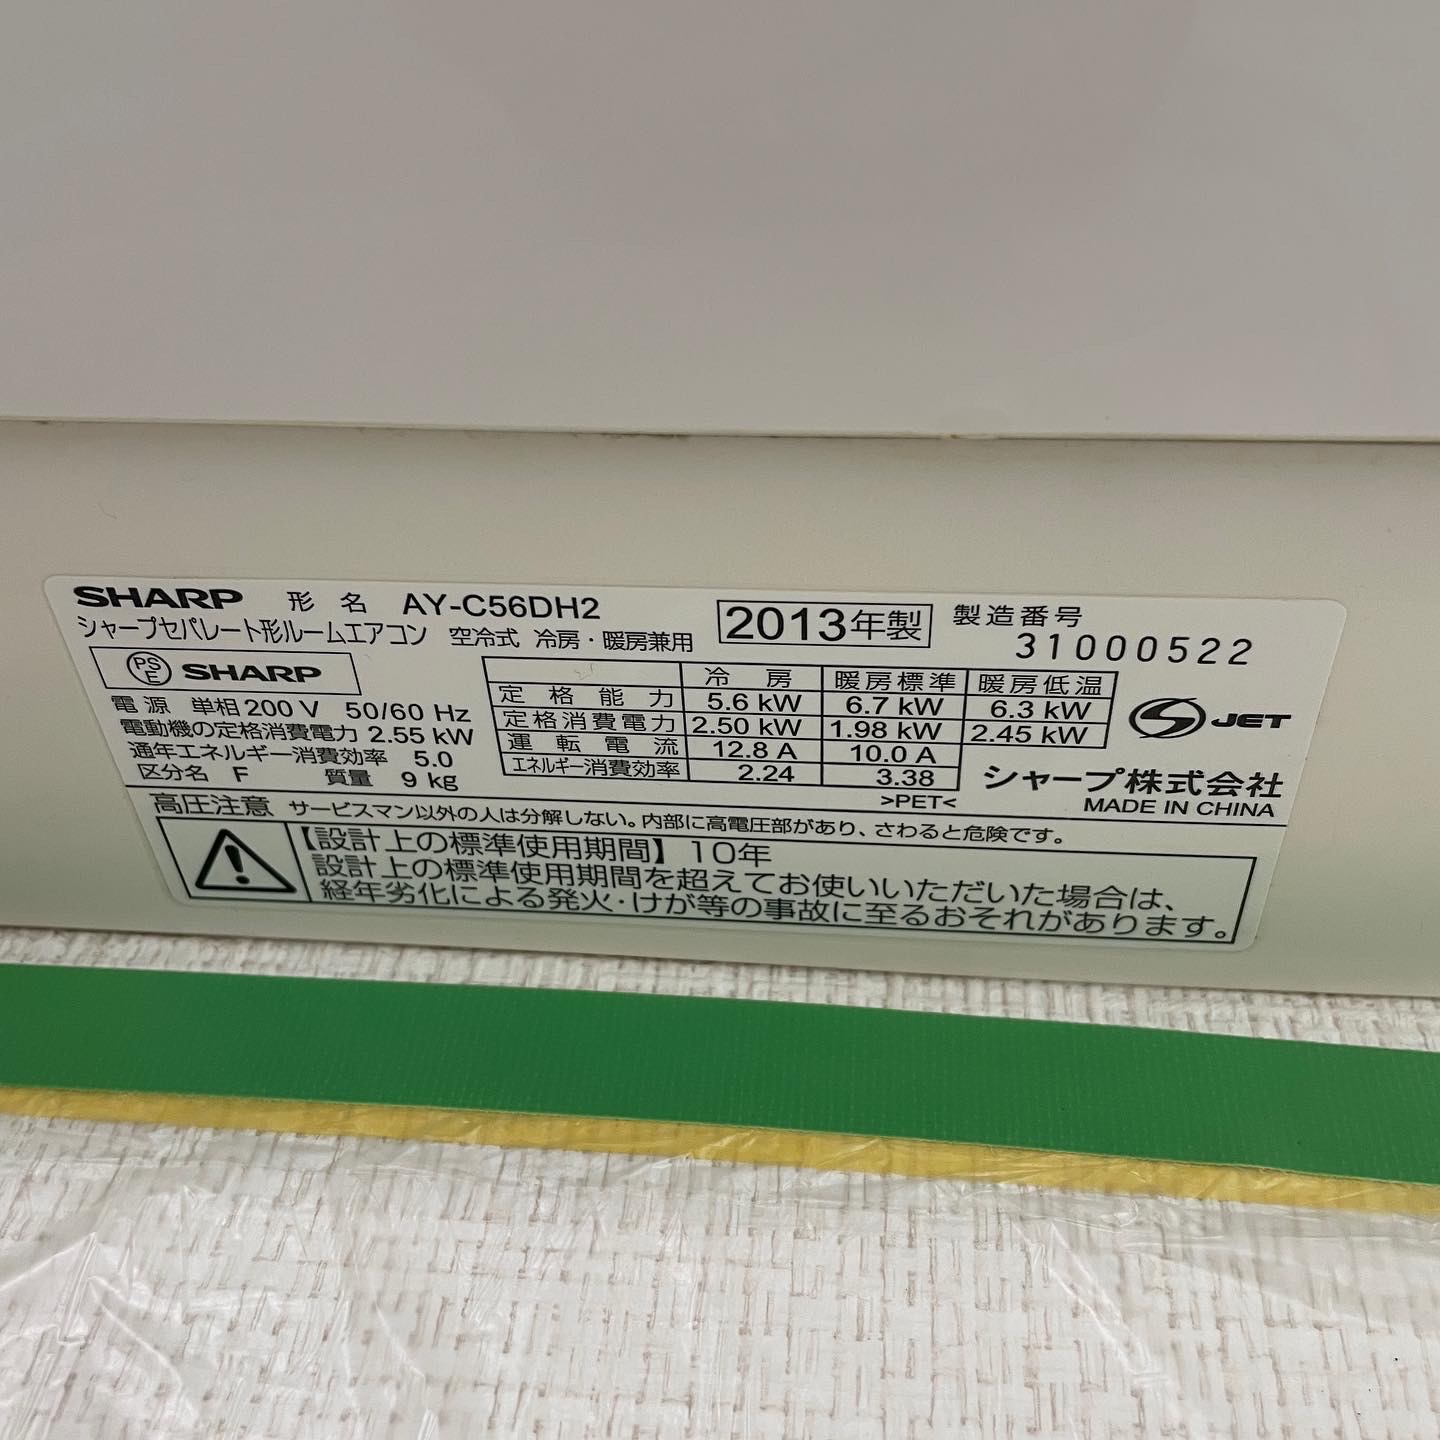 SHARP 形名 AY-C56DH2 2013年製 製造番号
シャープセパレート形ルームエアコン 空冷式 冷房・暖房兼用 31000522
PS E SHARP
電源 単相200V 50/60 Hz
電動機の定格消費電力 2.55 kW
通年エネルギー消費効率 5.0
区分名 F 質量 9 kg
冷房 暖房標準 暖房低温
定格能力 5.6 kW 6.7 kW 6.3 kW
定格消費電力 2.50 kW 1.98 kW 2.45 kW
運転電流 12.8 A 10.0 A
エネルギー消費効率 2.24 3.38
>PET<
JET
シャープ株式会社
MADE IN CHINA
高圧注意 サービスマン以外の人は分解しない。内部に高電圧部があり、さわると危険です。
【設計上の標準使用期間】10年
設計上の標準使用期間を超えてお使いいただいた場合は、
経年劣化による発火・けが等の事故に至るおそれがあります。